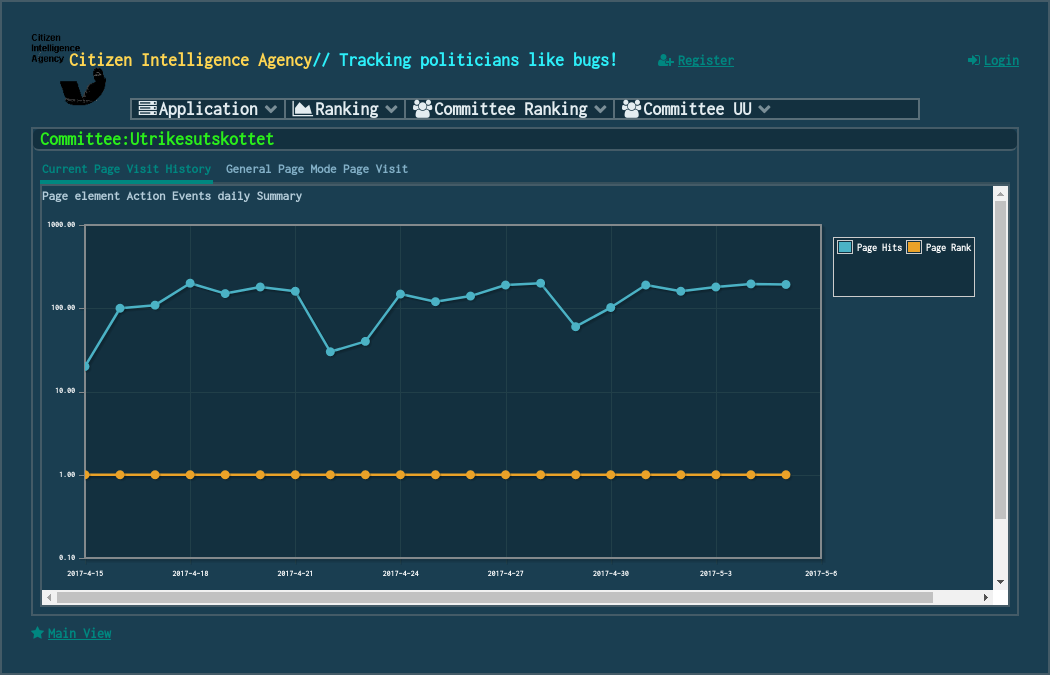 Citizen
Intelligence
Agency
Citizen Intelligence Agency// Tracking politicians like bugs!
Register
Login
Application
Ranking
Committee Ranking
Committee UU
Committee:Utrikesutskottet
Current Page Visit History
General Page Mode Page Visit
Page element Action Events daily Summary
1000.00
100.00
10.00
1.00
0.10
2017-4-15
2017-4-18
2017-4-21
2017-4-24
2017-4-27
2017-4-30
2017-5-3
2017-5-6
Page Hits
Page Rank
Main View